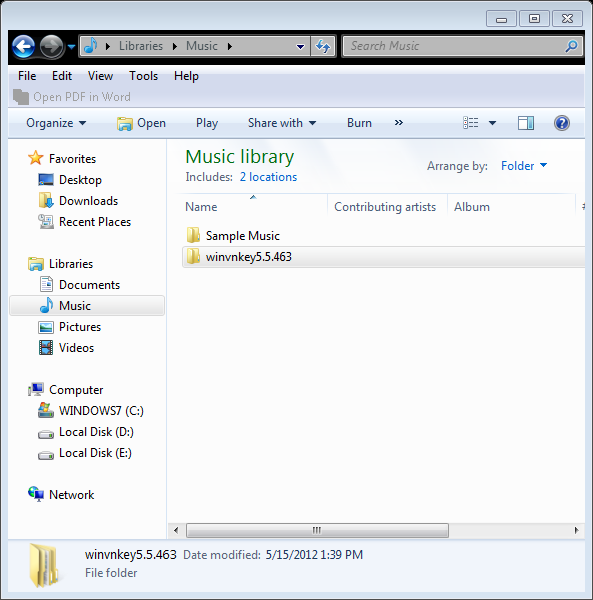 Libraries Music
Search Music
File Edit View Tools Help
Open PDF in Word
Organize Open Play Share with Burn »
Music library
Includes: 2 locations
Arrange by: Folder
Name Contributing artists Album #
Sample Music
winvnkey5.5.463
Favorites
Desktop
Downloads
Recent Places
Libraries
Documents
Music
Pictures
Videos
Computer
WINDOWS7 (C:)
Local Disk (D:)
Local Disk (E:)
Network
winvnkey5.5.463 Date modified: 5/15/2012 1:39 PM
File folder